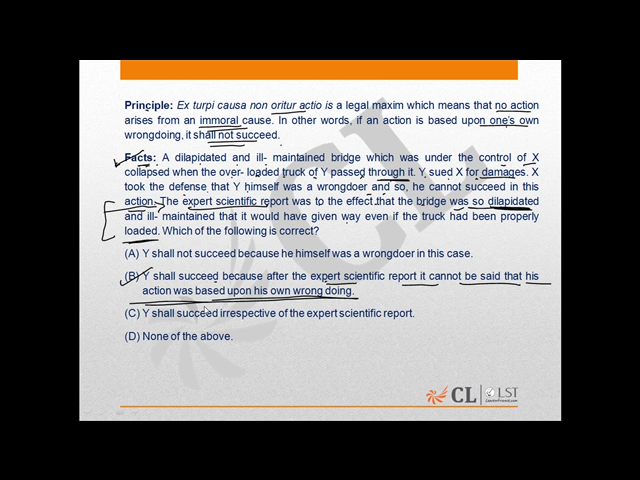 Principle: Ex turpi causa non oritur actio is a legal maxim which means that no action
arises from an immoral cause. In other words, if an action is based upon one's own
wrongdoing, it shall not succeed.
Facts: A dilapidated and ill- maintained bridge which was under the control of X
collapsed when the over- loaded truck of Y passed through it. Y sued X for damages. X
took the defense that Y himself was a wrongdoer and so, he cannot succeed in this
action. The expert scientific report was to the effect that the bridge was so dilapidated
and ill- maintained that it would have given way even if the truck had been properly
loaded. Which of the following is correct?
(A) Y shall not succeed because he himself was a wrongdoer in this case.
(B) Y shall succeed because after the expert scientific report it cannot be said that his
action was based upon his own wrong doing.
(C) Y shall succeed irrespective of the expert scientific report.
(D) None of the above.
CL
CL LST